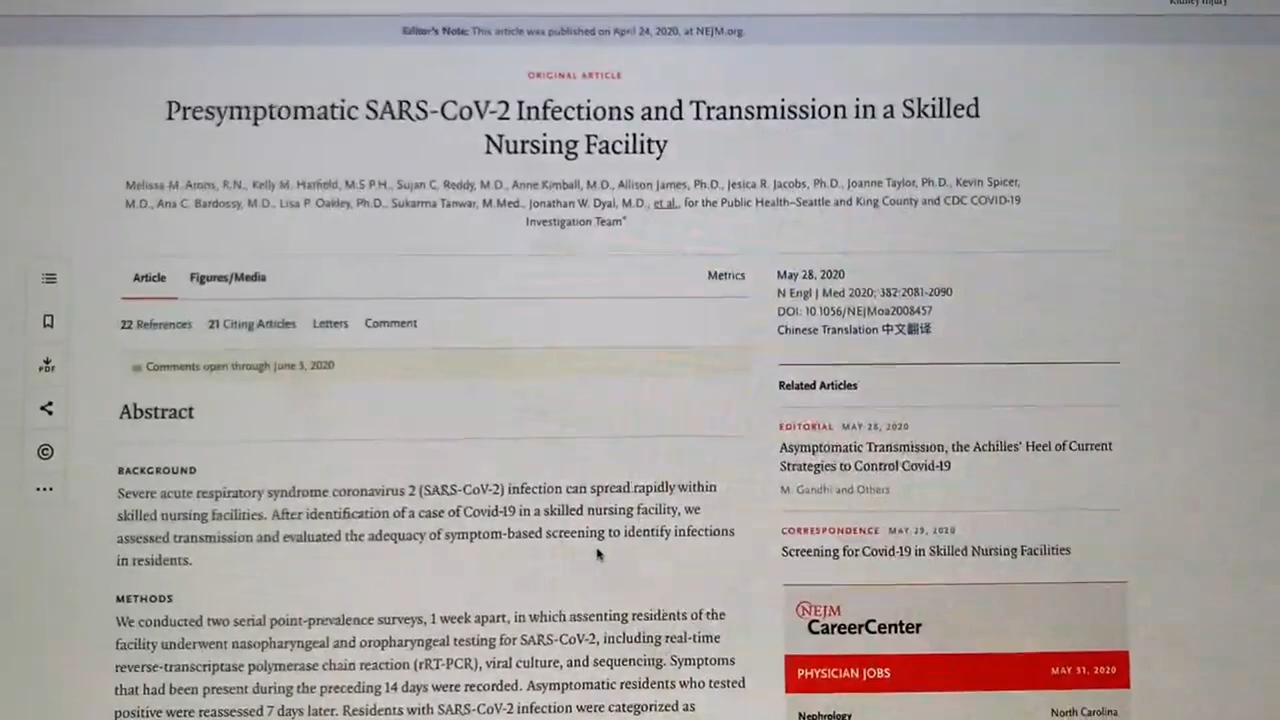 Kidney Injury
Editor's Note: This article was published on April 24, 2020, at NEJM.org.
ORIGINAL ARTICLE
Presymptomatic SARS-CoV-2 Infections and Transmission in a Skilled
Nursing Facility
Melissa M. Arons, R.N., Kelly M. Hatfield, M.S.P.H., Sujan C. Reddy, M.D., Anne Kimball, M.D., Allison James, Ph.D., Jesica R. Jacobs, Ph.D., Joanne Taylor, Ph.D., Kevin Spicer,
M.D., Ana C. Bardossy, M.D., Lisa P. Oakley, Ph.D., Sukarma Tanwar, M.Med., Jonathan W. Dyal, M.D., et al., for the Public Health–Seattle and King County and CDC COVID-19
Investigation Team*
Article Figures/Media Metrics
22 References 21 Citing Articles Letters Comment
Comments open through June 3, 2020
PDF
Abstract
BACKGROUND
Severe acute respiratory syndrome coronavirus 2 (SARS-CoV-2) infection can spread rapidly within
skilled nursing facilities. After identification of a case of Covid-19 in a skilled nursing facility, we
assessed transmission and evaluated the adequacy of symptom-based screening to identify infections
in residents.
METHODS
We conducted two serial point-prevalence surveys, 1 week apart, in which assenting residents of the
facility underwent nasopharyngeal and oropharyngeal testing for SARS-CoV-2, including real-time
reverse-transcriptase polymerase chain reaction (rRT-PCR), viral culture, and sequencing. Symptoms
that had been present during the preceding 14 days were recorded. Asymptomatic residents who tested
positive were reassessed 7 days later. Residents with SARS-CoV-2 infection were categorized as
May 28, 2020
N Engl J Med 2020; 382:2081-2090
DOI: 10.1056/NEJMoa2008457
Chinese Translation 中文翻译
Related Articles
EDITORIAL MAY 28, 2020
Asymptomatic Transmission, the Achilles' Heel of Current
Strategies to Control Covid-19
M. Gandhi and Others
CORRESPONDENCE MAY 29, 2020
Screening for Covid-19 in Skilled Nursing Facilities
NEJM
CareerCenter
PHYSICIAN JOBS MAY 31, 2020
Nephrology North Carolina